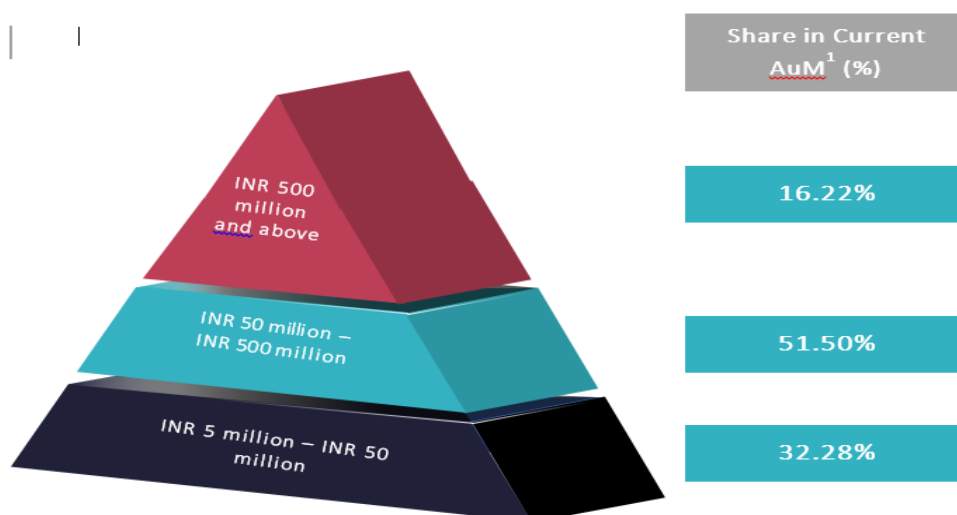 Share in Current
AuM1 (%)
INR 500
million
and above
16.22%
INR 50 million –
INR 500 million
51.50%
INR 5 million – INR 50
million
32.28%